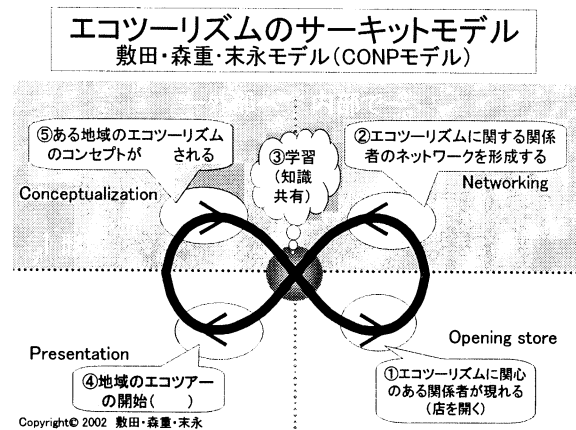 エコツーリズムのサーキットモデル
敷田・森重・末永モデル(CONPモデル)
⑤ある地域のエコツーリズム
のコンセプトが　　される
③学習
(知識
共有)
②エコツーリズムに関する関係
者のネットワークを形成する
Conceptualization
Networking
Presentation
Opening store
④地域のエコツアー
の開始(　　)
①エコツーリズムに関心
のある関係者が現れる
(店を開く)
Copyright© 2002 敷田・森重・末永